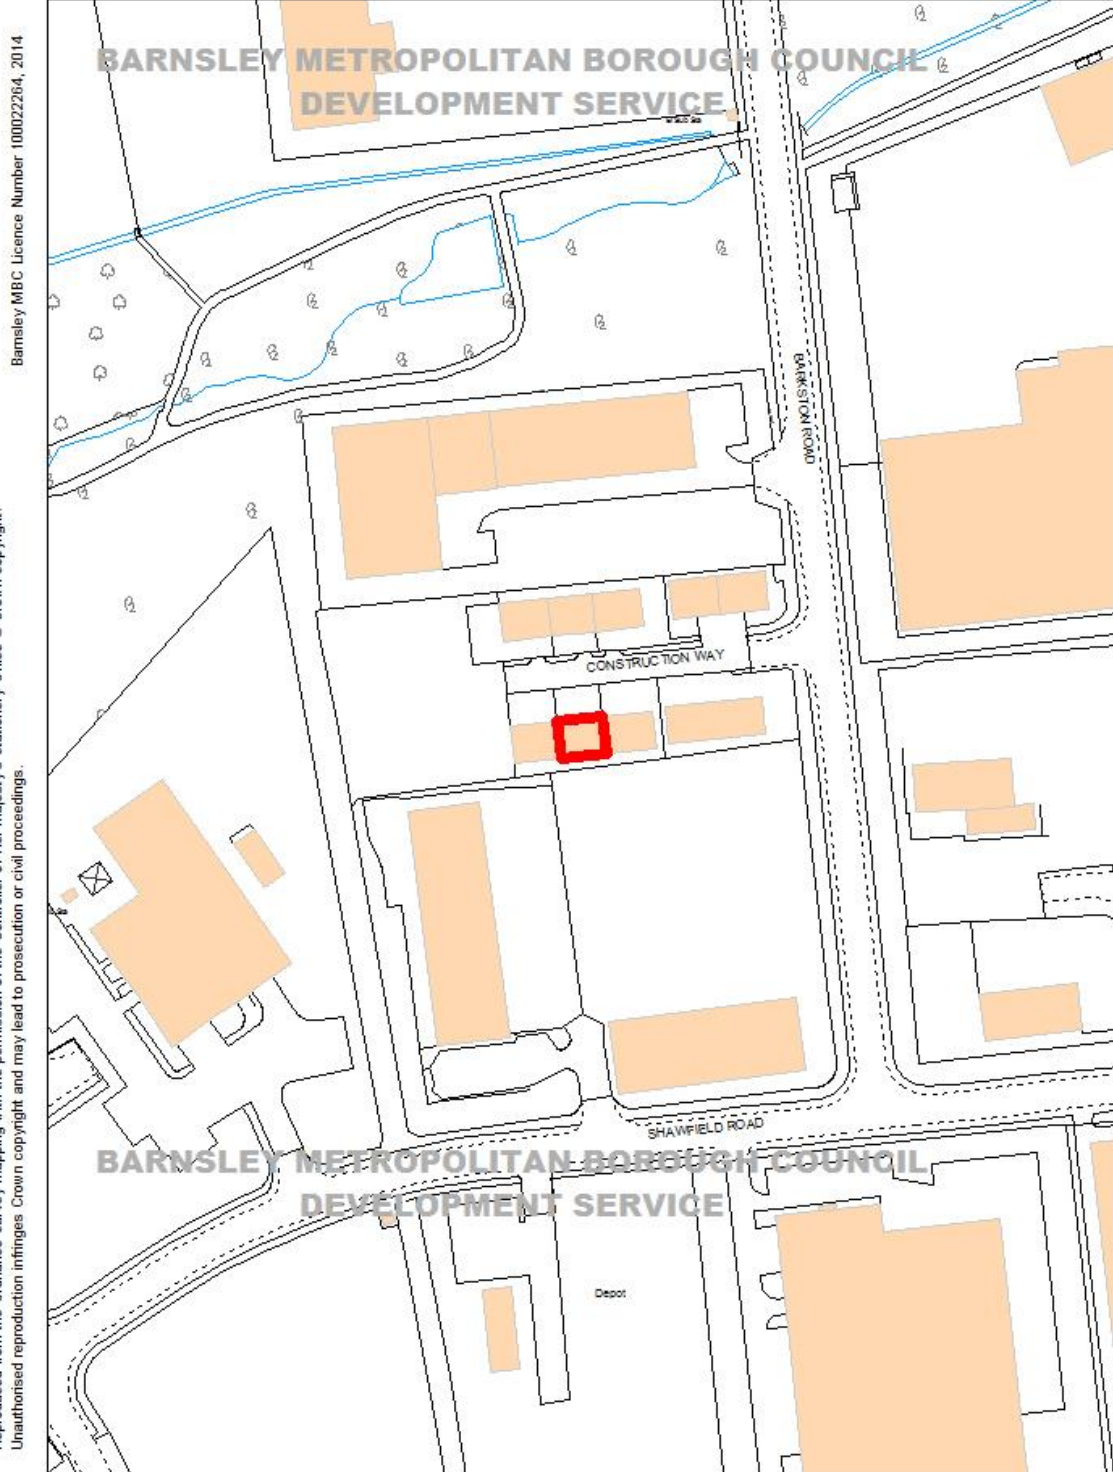 BARNSLEY METROPOLITAN BOROUGH COUNCIL
DEVELOPMENT SERVICE
BARKSTON ROAD
CONSTRUCTION WAY
SHAWFIELD ROAD
BARNSLEY METROPOLITAN BOROUGH COUNCIL
DEVELOPMENT SERVICE
Depot
Barnsley MBC Licence Number 100022264, 2014
Unauthorised reproduction infringes Crown copyright and may lead to prosecution or civil proceedings.